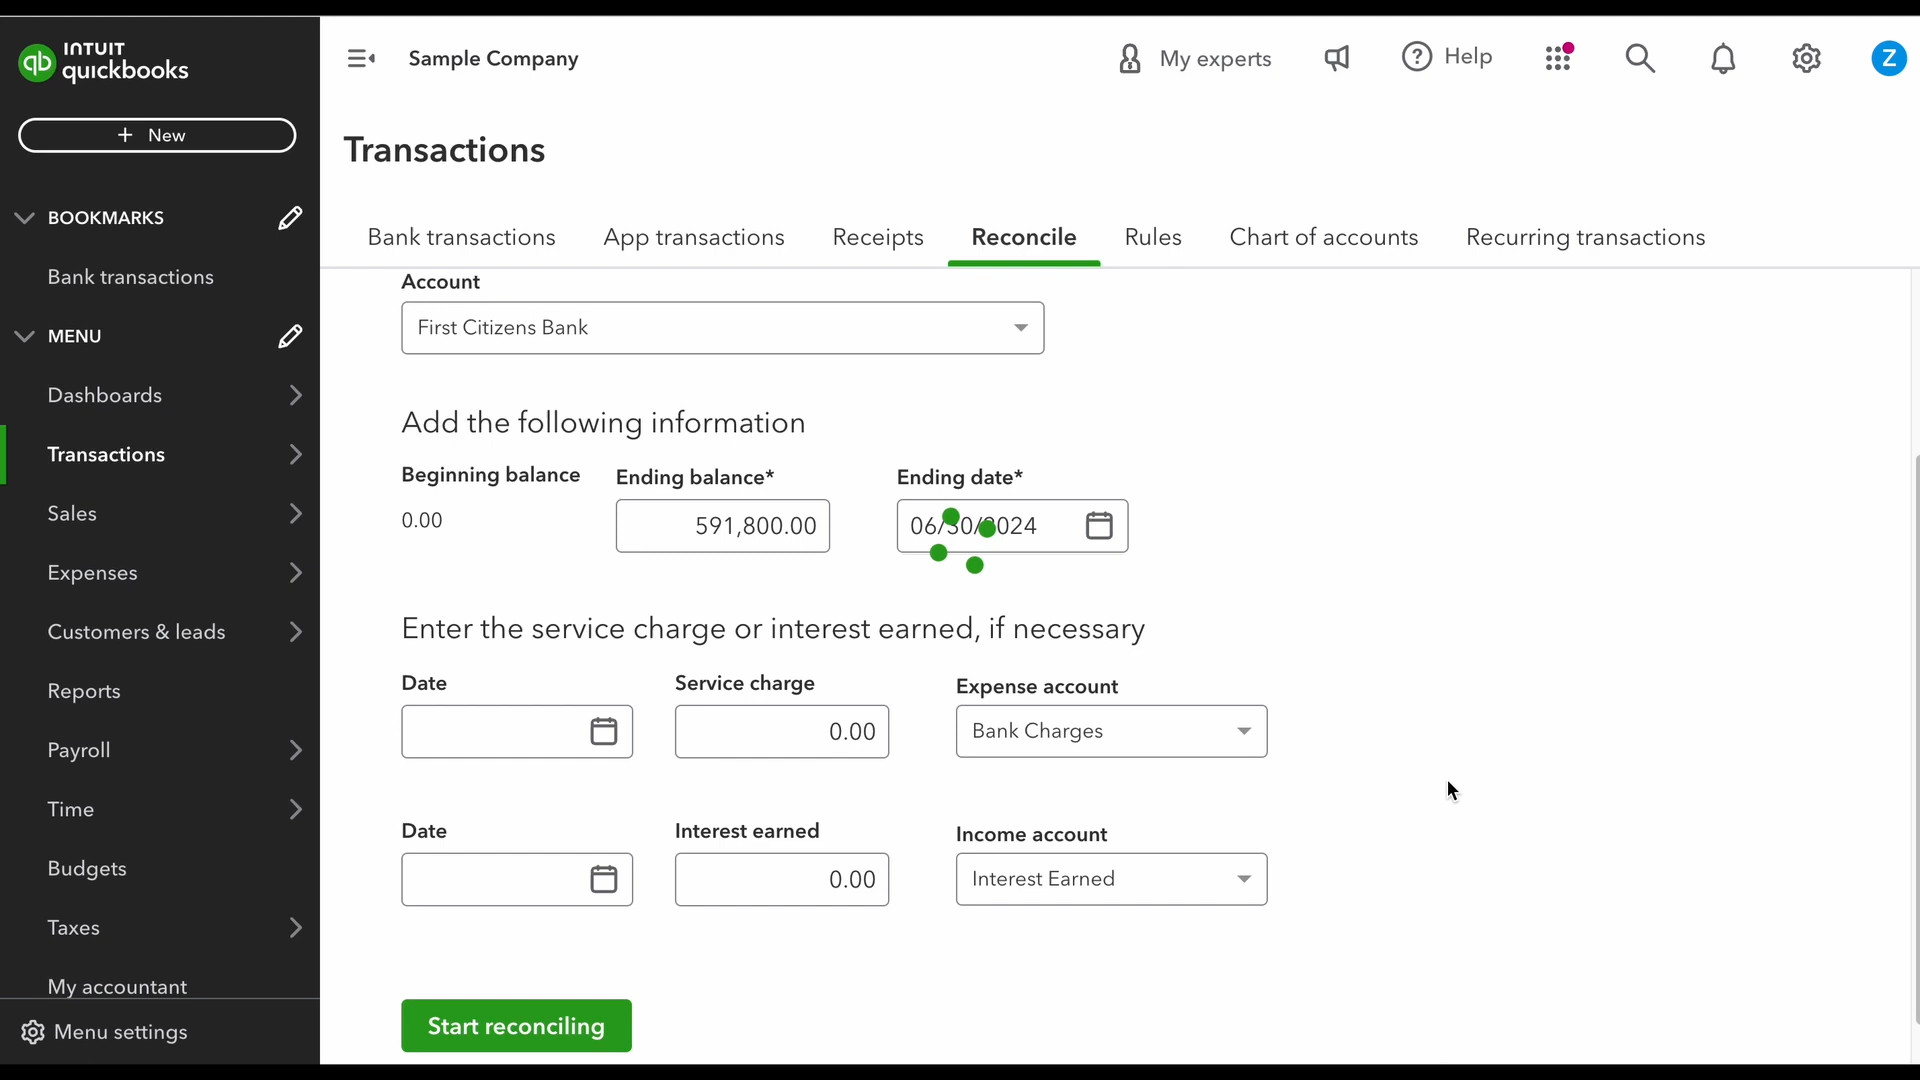 INTUIT
quickbooks
Sample Company
My experts
Help
Z
+ New
Transactions
BOOKMARKS
Bank transactions
MENU
Dashboards
Transactions
Sales
Expenses
Customers & leads
Reports
Payroll
Time
Budgets
Taxes
My accountant
Menu settings
Bank transactions App transactions Receipts Reconcile Rules Chart of accounts Recurring transactions
Account
First Citizens Bank
Add the following information
Beginning balance Ending balance* Ending date*
0.00 591,800.00 06/30/2024
Enter the service charge or interest earned, if necessary
Date Service charge Expense account
0.00 Bank Charges
Date Interest earned Income account
0.00 Interest Earned
Start reconciling